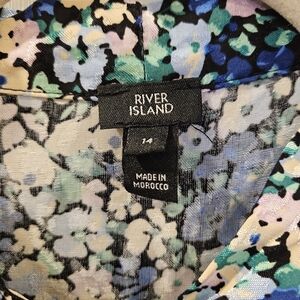 RIVER
ISLAND
14
MADE IN
MOROCCO